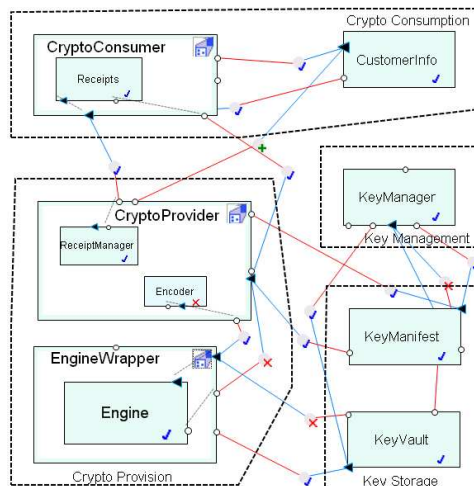 Crypto Consumption
CryptoConsumer
Receipts
CustomerInfo
CryptoProvider
ReceiptManager
Encoder
KeyManager
Key Management
EngineWrapper
Engine
KeyManifest
KeyVault
Crypto Provision
Key Storage